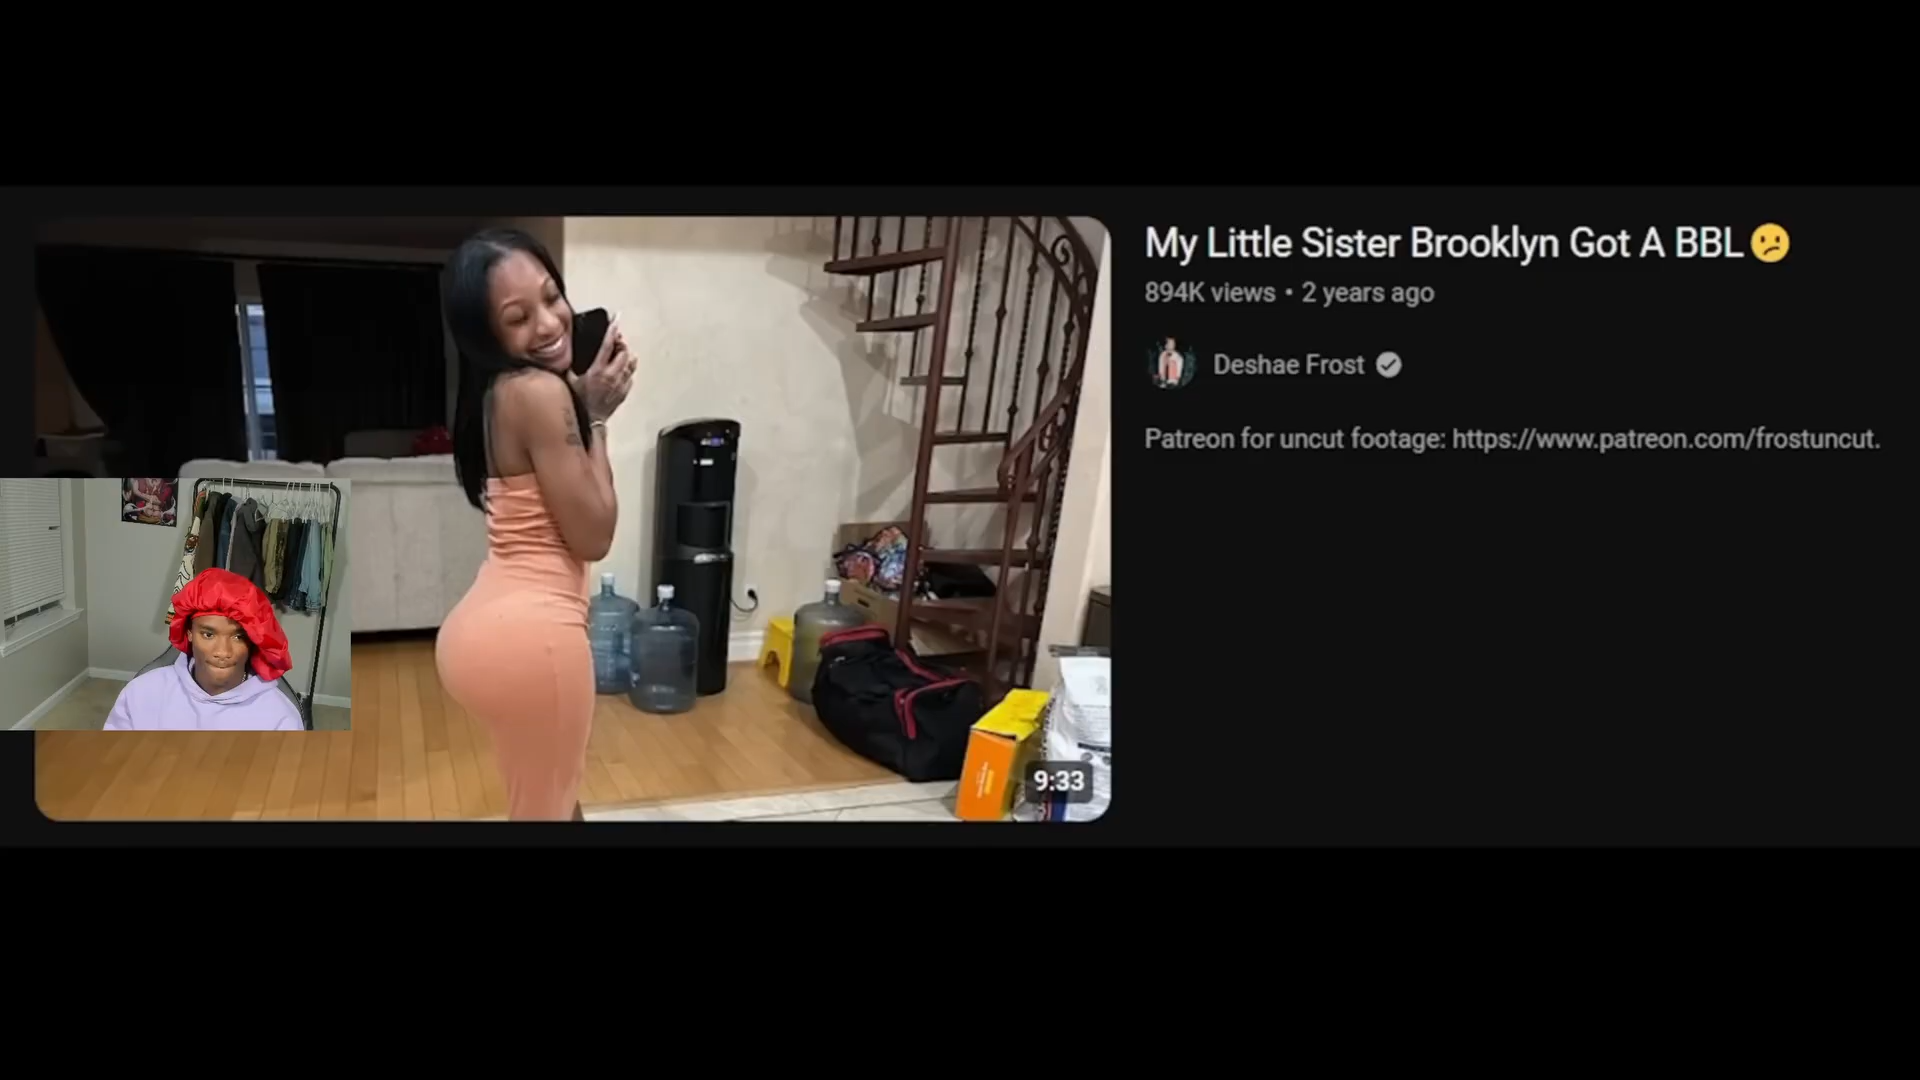 My Little Sister Brooklyn Got A BBL😕
894K views • 2 years ago
Deshae Frost
Patreon for uncut footage: https://www.patreon.com/frostuncut.
9:33